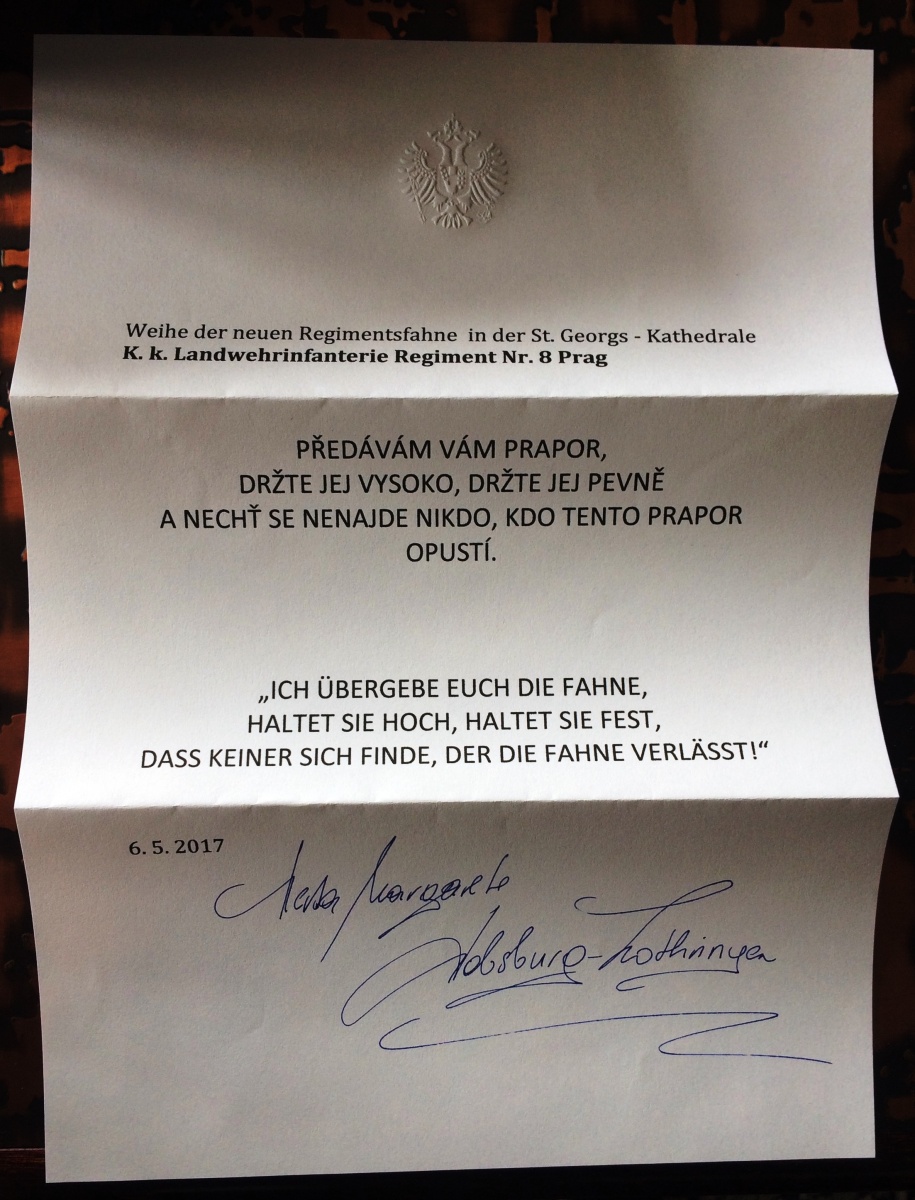 Weihe der neuen Regimentsfahne in der St. Georgs - Kathedrale
K. k. Landwehrinfanterie Regiment Nr. 8 Prag
PŘEDÁVÁM VÁM PRAPOR,
DRŽTE JEJ VYSOKO, DRŽTE JEJ PEVNĚ
A NECHŤ SE NENAJDE NIKDO, KDO TENTO PRAPOR
OPUSTÍ.
„ICH ÜBERGEBE EUCH DIE FAHNE,
HALTET SIE HOCH, HALTET SIE FEST,
DASS KEINER SICH FINDE, DER DIE FAHNE VERLÄSST!“
6. 5. 2017
Margarete
Habsburg-Lothringen